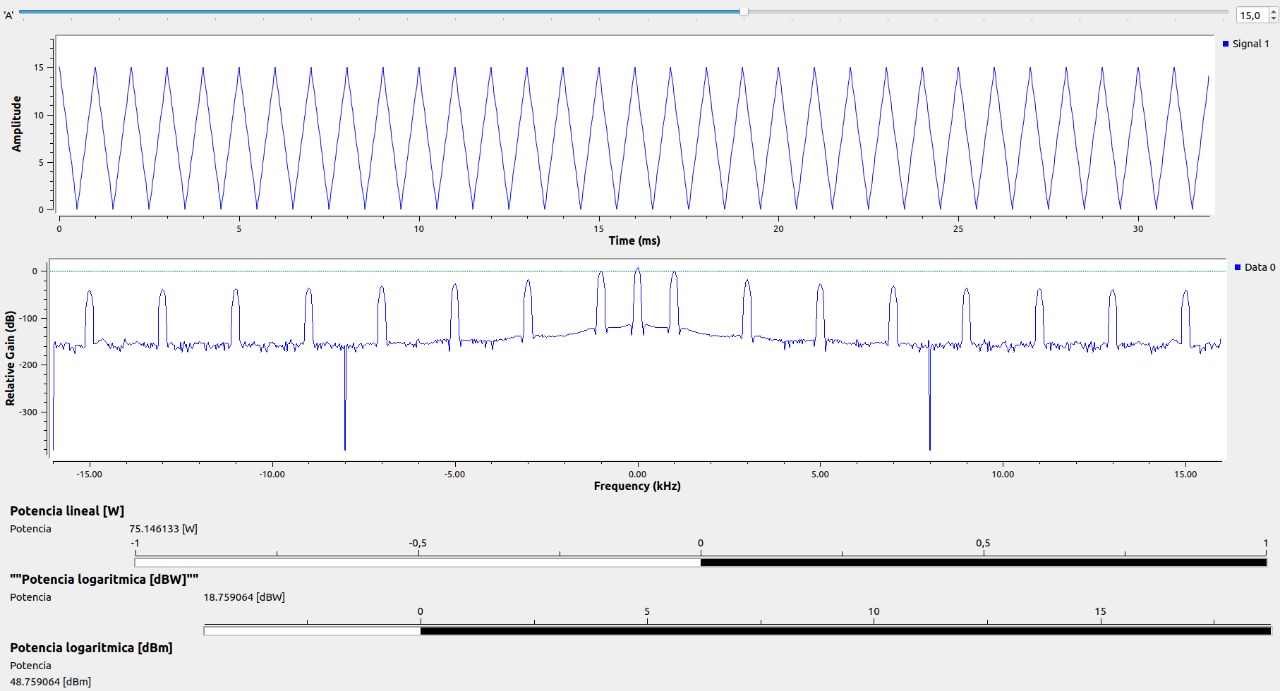 'A' 15,0
Signal 1
15
10
5
0
Amplitude
0 5 10 15 20 25 30
Time (ms)
Data 0
0
-100
-200
-300
Relative Gain (dB)
-15.00 -10.00 -5.00 0.00 5.00 10.00 15.00
Frequency (kHz)
Potencia lineal [W]
Potencia 75.146133 [W]
-1 -0,5 0 0,5 1
""Potencia logaritmica [dBW]""
Potencia 18.759064 [dBW]
0 5 10 15
Potencia logaritmica [dBm]
Potencia
48.759064 [dBm]